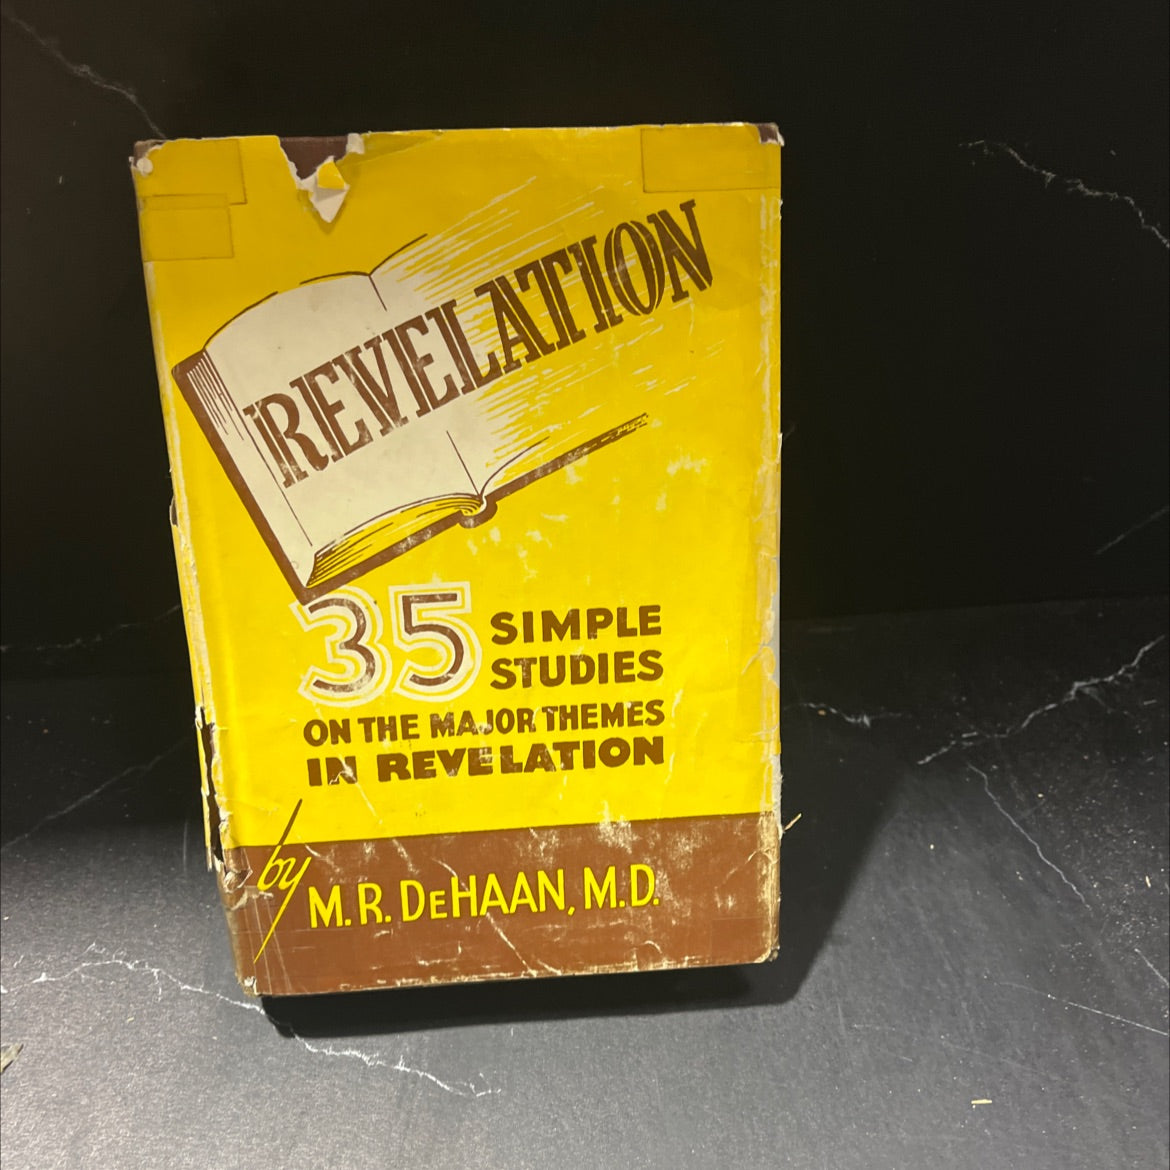 REVELATION
35 SIMPLE
STUDIES
ON THE MAJOR THEMES
IN REVELATION
by M. R. DEHAAN, M.D.